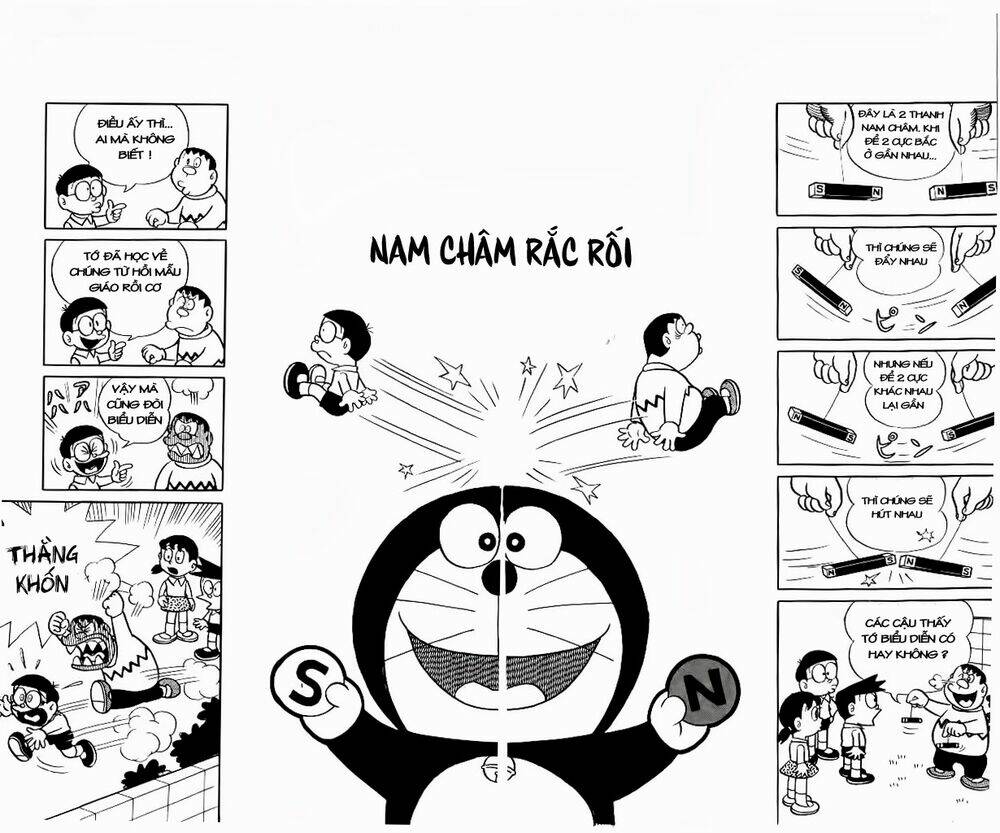 NAM CHÂM RẮC RỐI
S
N
ĐÂY LÀ 2 THANH
NAM CHÂM. KHI
ĐỂ 2 CỰC BẮC
Ở GẦN NHAU...
S
N
N
S
THÌ CHÚNG SẼ
ĐẨY NHAU
S
N
N
NHƯNG NẾU
ĐỂ 2 CỰC
KHÁC NHAU
LẠI GẦN
N
S
N
S
THÌ CHÚNG SẼ
HÚT NHAU
N
S
N
S
CÁC CẬU THẤY
TỚ BIỂU DIỄN CÓ
HAY KHÔNG ?
ĐIỀU ẤY THÌ...
AI MÀ KHÔNG
BIẾT !
TỚ ĐÃ HỌC VỀ
CHÚNG TỪ HỒI MẪU
GIÁO RỒI CƠ
VẬY MÀ
CŨNG ĐÒI
BIỂU DIỄN
THẰNG
KHỐN